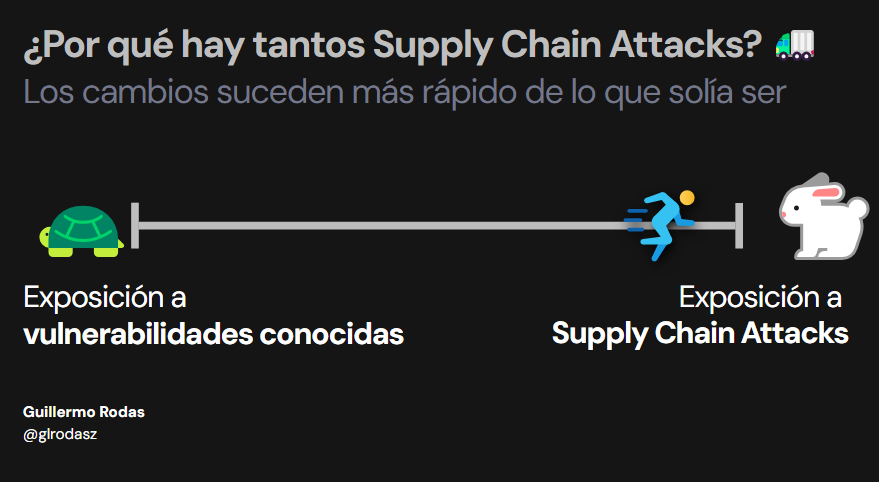 ¿Por qué hay tantos Supply Chain Attacks? 🚛
Los cambios suceden más rápido de lo que solía ser
Exposición a
vulnerabilidades conocidas
Exposición a
Supply Chain Attacks
Guillermo Rodas
@glrodasz